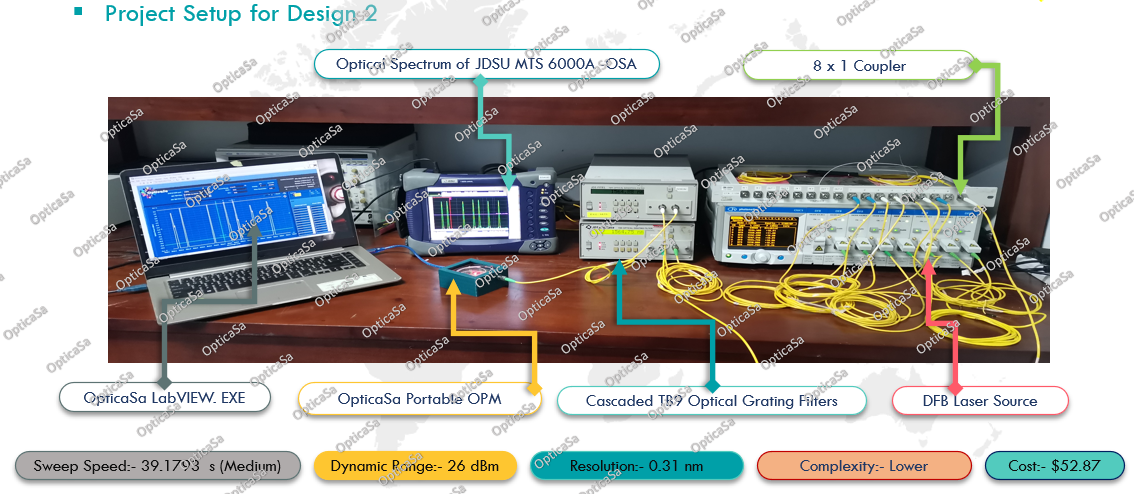 Project Setup for Design 2
Optical Spectrum of JDSU MTS 6000A -OSA
8 x 1 Coupler
OpticaSa LabVIEW. EXE
OpticaSa Portable OPM
Cascaded TB9 Optical Grating Filters
DFB Laser Source
Sweep Speed:- 39.1793 s (Medium)
Dynamic Range:- 26 dBm
Resolution:- 0.31 nm
Complexity:- Lower
Cost:- $52.87
OpticaSa